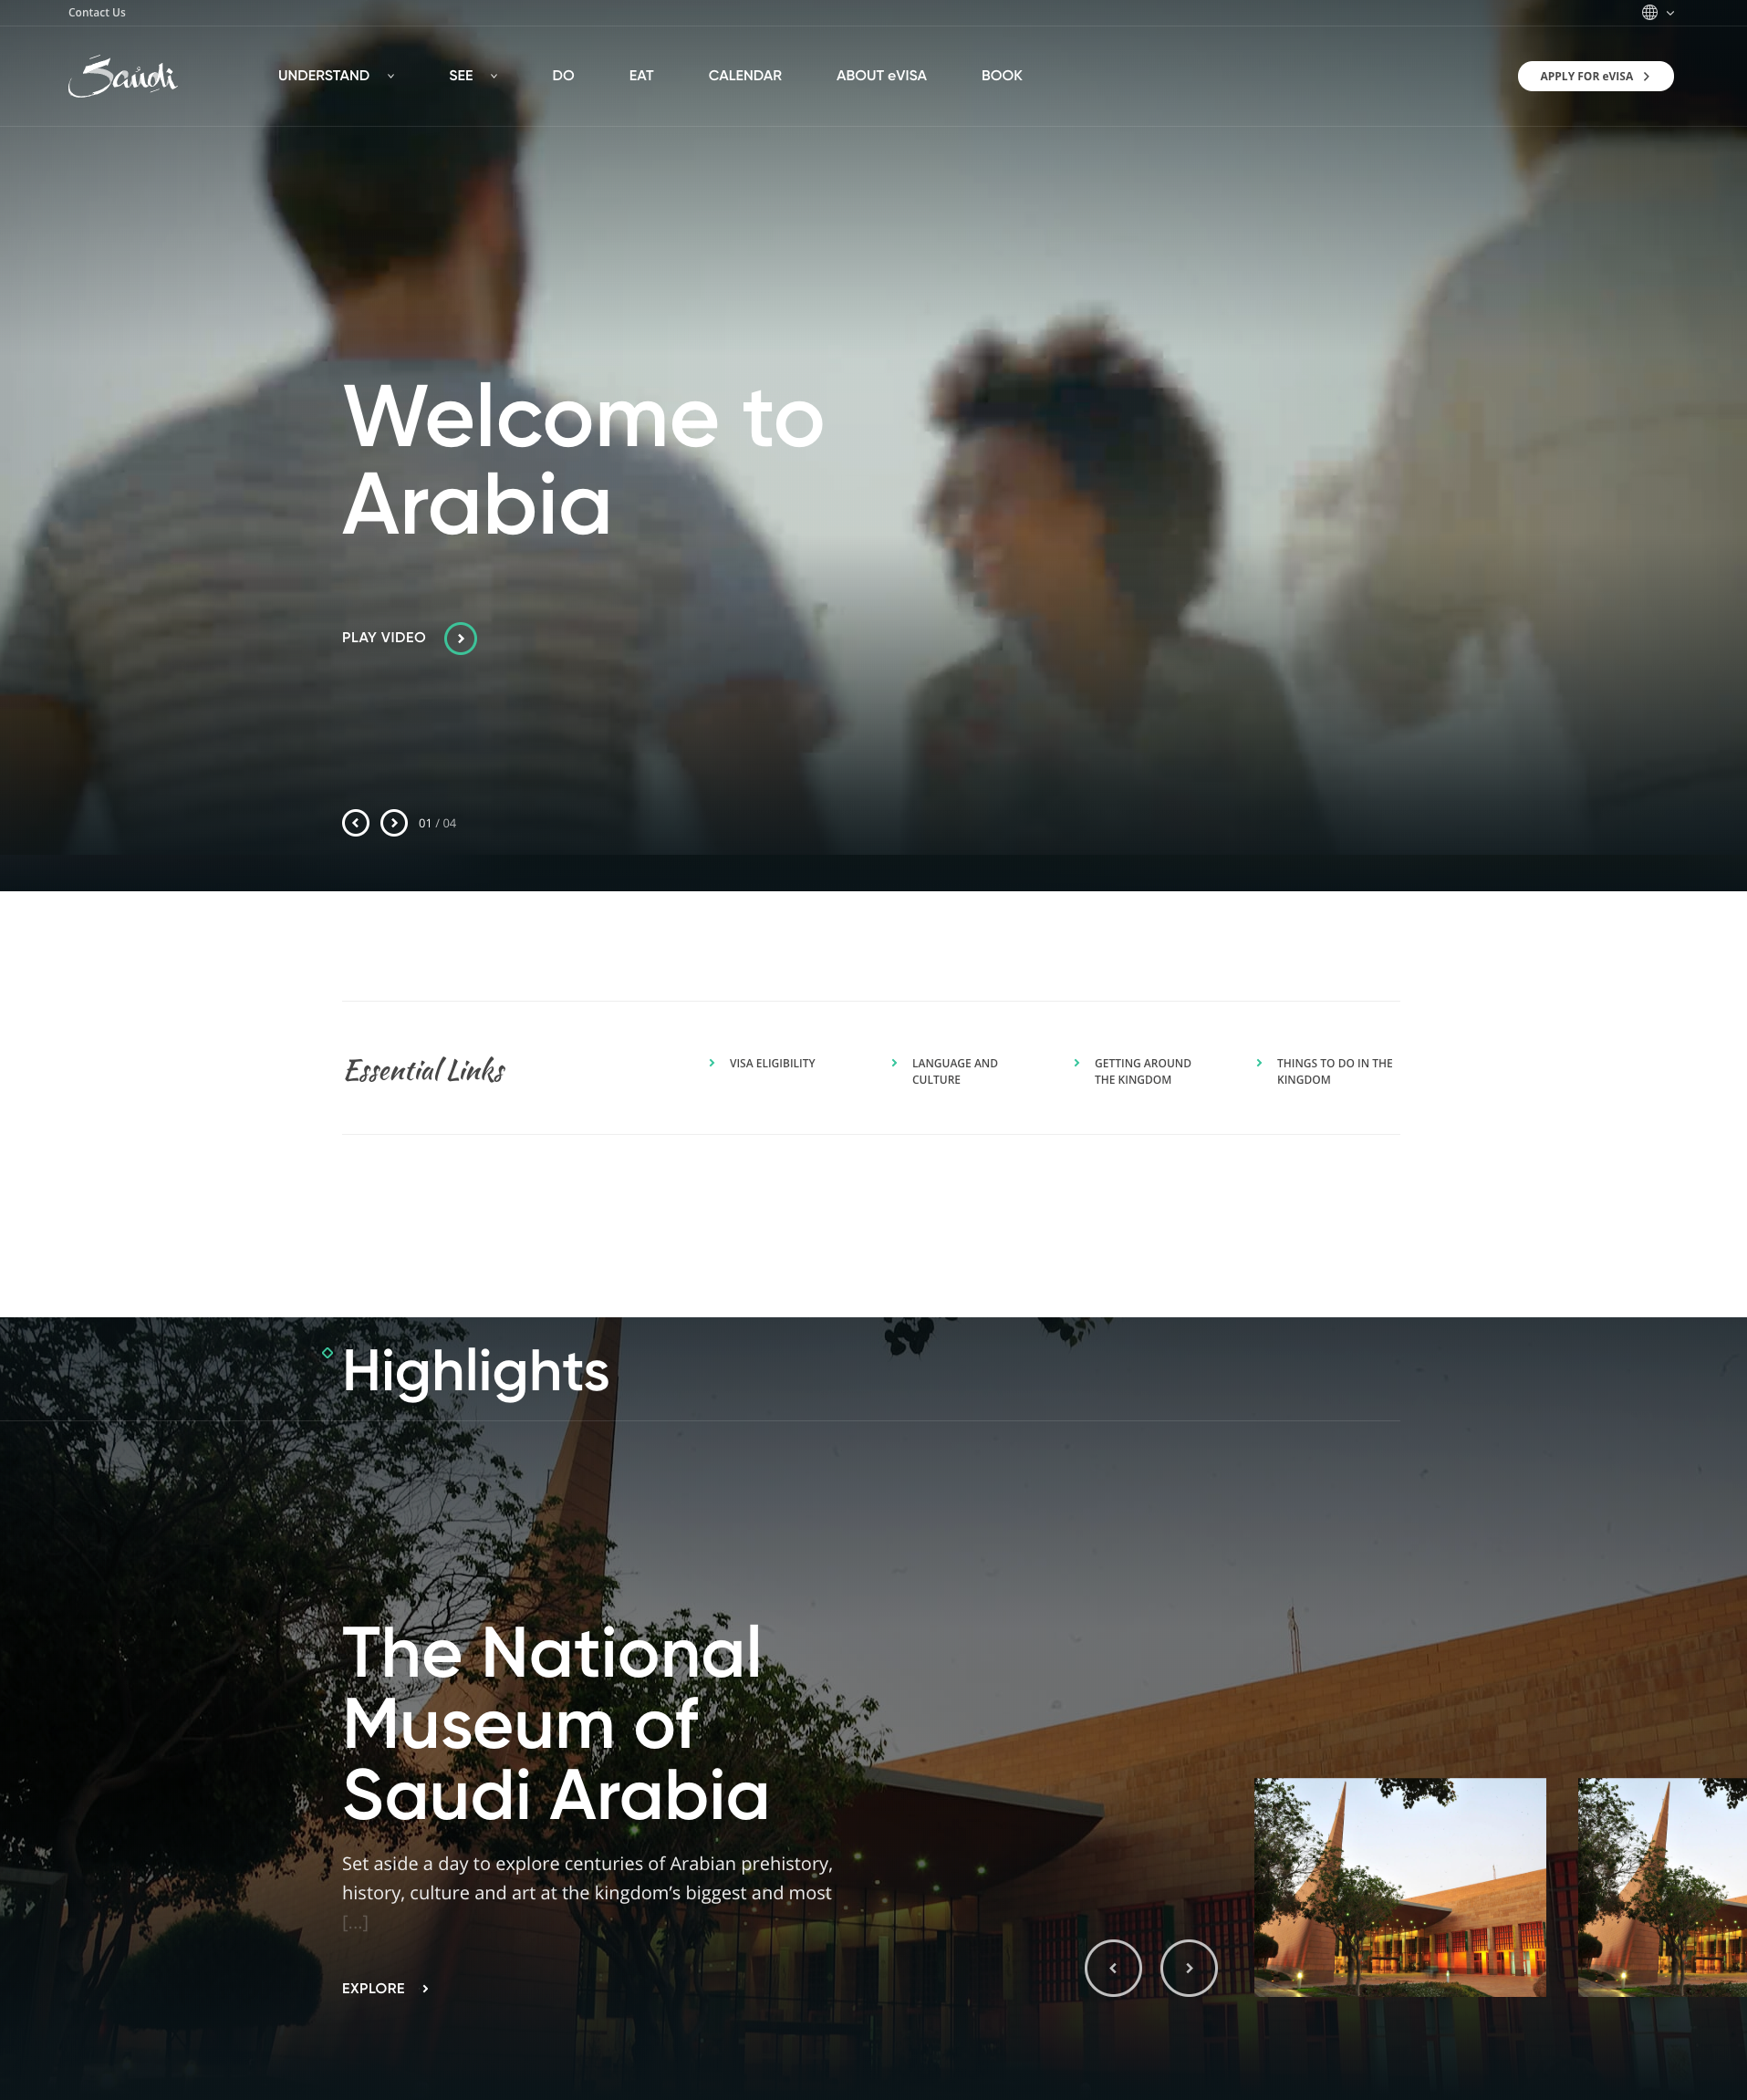 Contact Us
Saudi
UNDERSTAND SEE DO EAT CALENDAR ABOUT eVISA BOOK
APPLY FOR eVISA
Welcome to
Arabia
PLAY VIDEO
01 / 04
Essential Links
VISA ELIGIBILITY
LANGUAGE AND
CULTURE
GETTING AROUND
THE KINGDOM
THINGS TO DO IN THE
KINGDOM
Highlights
The National
Museum of
Saudi Arabia
Set aside a day to explore centuries of Arabian prehistory,
history, culture and art at the kingdom’s biggest and most
[...]
EXPLORE